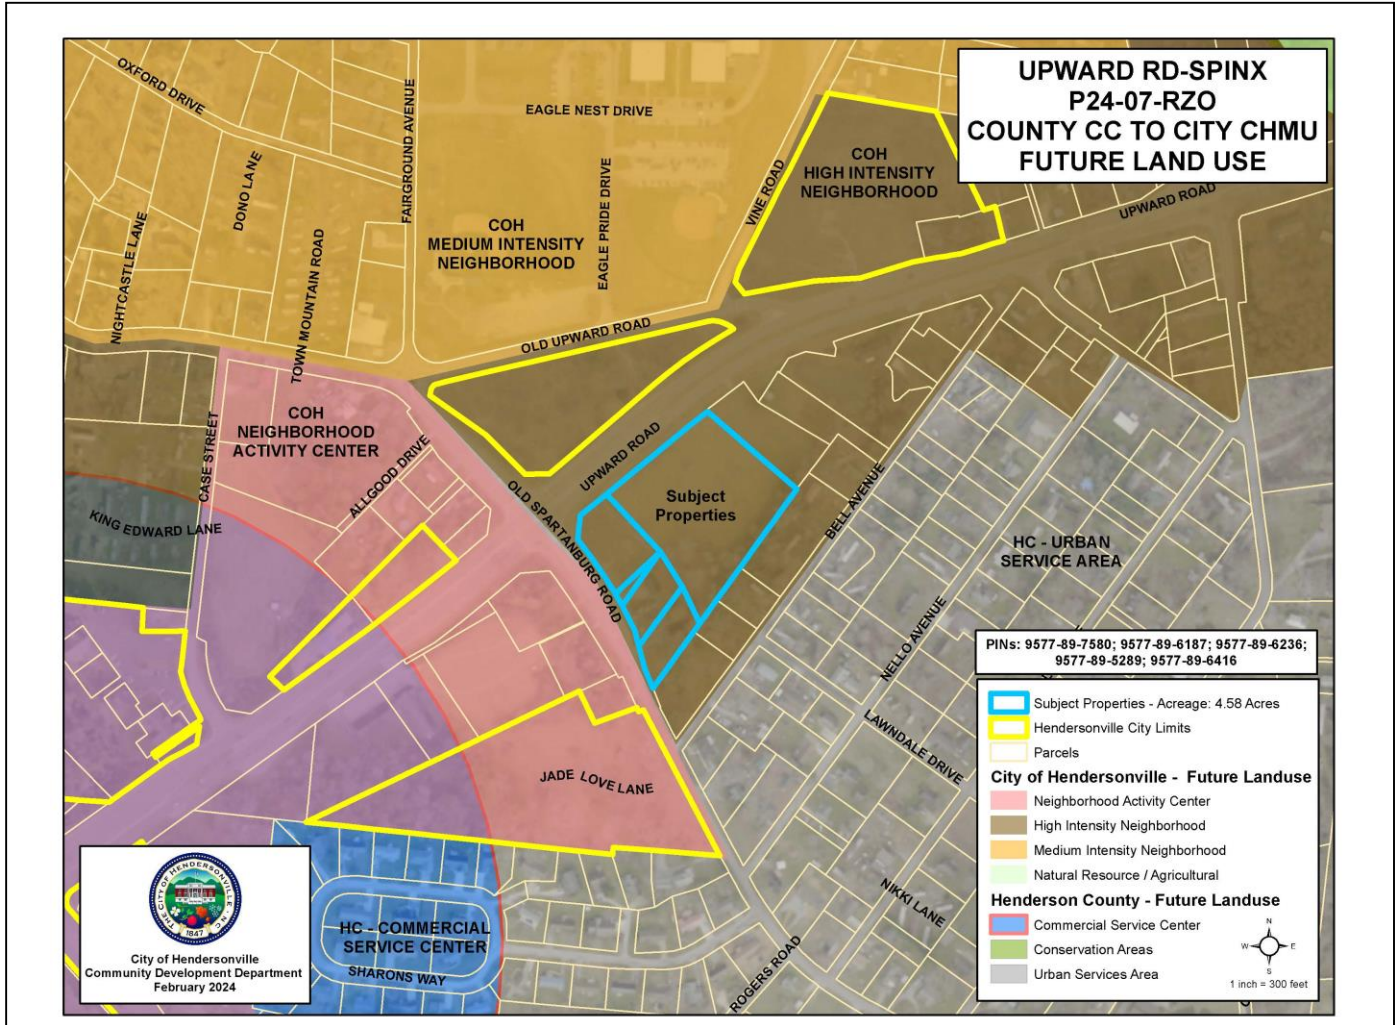 UPWARD RD-SPINX
P24-07-RZO
COUNTY CC TO CITY CHMU
FUTURE LAND USE
OXFORD DRIVE
DONO LANE
NIGHTCASTLE LANE
TOWN MOUNTAIN ROAD
FAIRGROUND AVENUE
EAGLE NEST DRIVE
EAGLE PRIDE DRIVE
COH
MEDIUM INTENSITY
NEIGHBORHOOD
VINE ROAD
COH
HIGH INTENSITY
NEIGHBORHOOD
UPWARD ROAD
OLD UPWARD ROAD
COH
NEIGHBORHOOD
ACTIVITY CENTER
CASE STREET
ALLGOOD DRIVE
KING EDWARD LANE
UPWARD ROAD
OLD SPARTANBURG ROAD
Subject
Properties
BELL AVENUE
HC - URBAN
SERVICE AREA
NELLO AVENUE
LAWNDALE DRIVE
JADE LOVE LANE
NIKKI LANE
ROGERS ROAD
HC - COMMERCIAL
SERVICE CENTER
SHARONS WAY
PINs: 9577-89-7580; 9577-89-6187; 9577-89-6236;
9577-89-5289; 9577-89-6416
Subject Properties - Acreage: 4.58 Acres
Hendersonville City Limits
Parcels
City of Hendersonville - Future Landuse
Neighborhood Activity Center
High Intensity Neighborhood
Medium Intensity Neighborhood
Natural Resource / Agricultural
Henderson County - Future Landuse
Commercial Service Center
Conservation Areas
Urban Services Area
N
W
E
S
1 inch = 300 feet
THE CITY OF HENDERSONVILLE N.C.
1847
City of Hendersonville
Community Development Department
February 2024